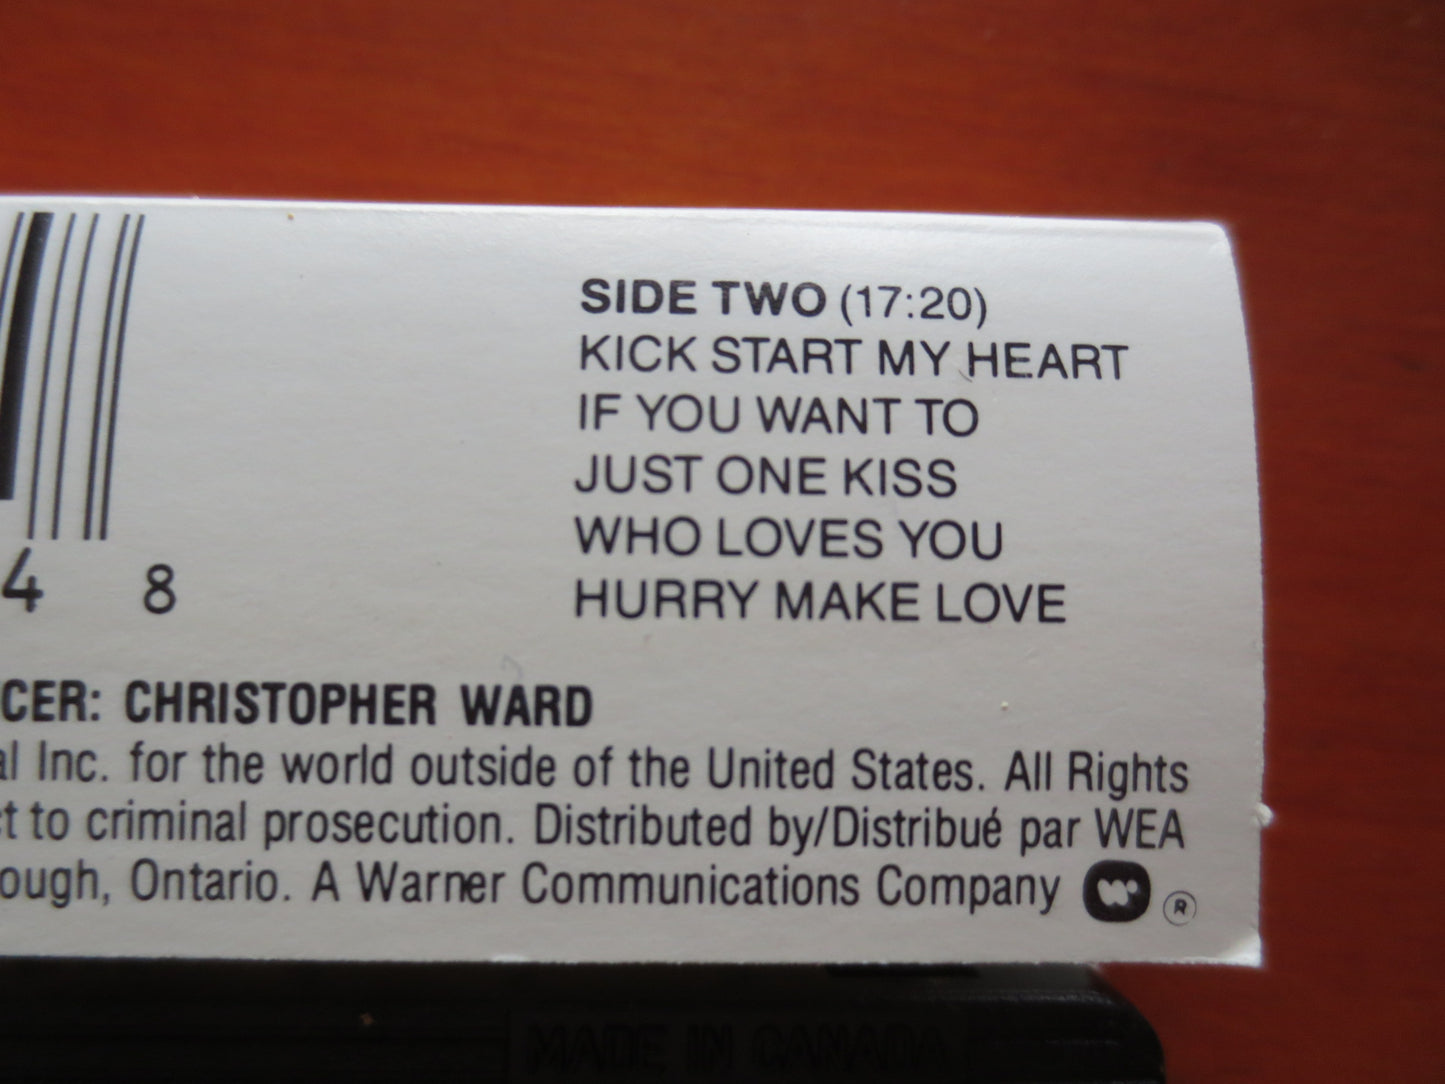 SIDE TWO (17:20)
KICK START MY HEART
IF YOU WANT TO
JUST ONE KISS
WHO LOVES YOU
HURRY MAKE LOVE
4 8
CER: CHRISTOPHER WARD
al Inc. for the world outside of the United States. All Rights
ct to criminal prosecution. Distributed by/Distribué par WEA
ough, Ontario. A Warner Communications Company ®
MADE IN CANADA